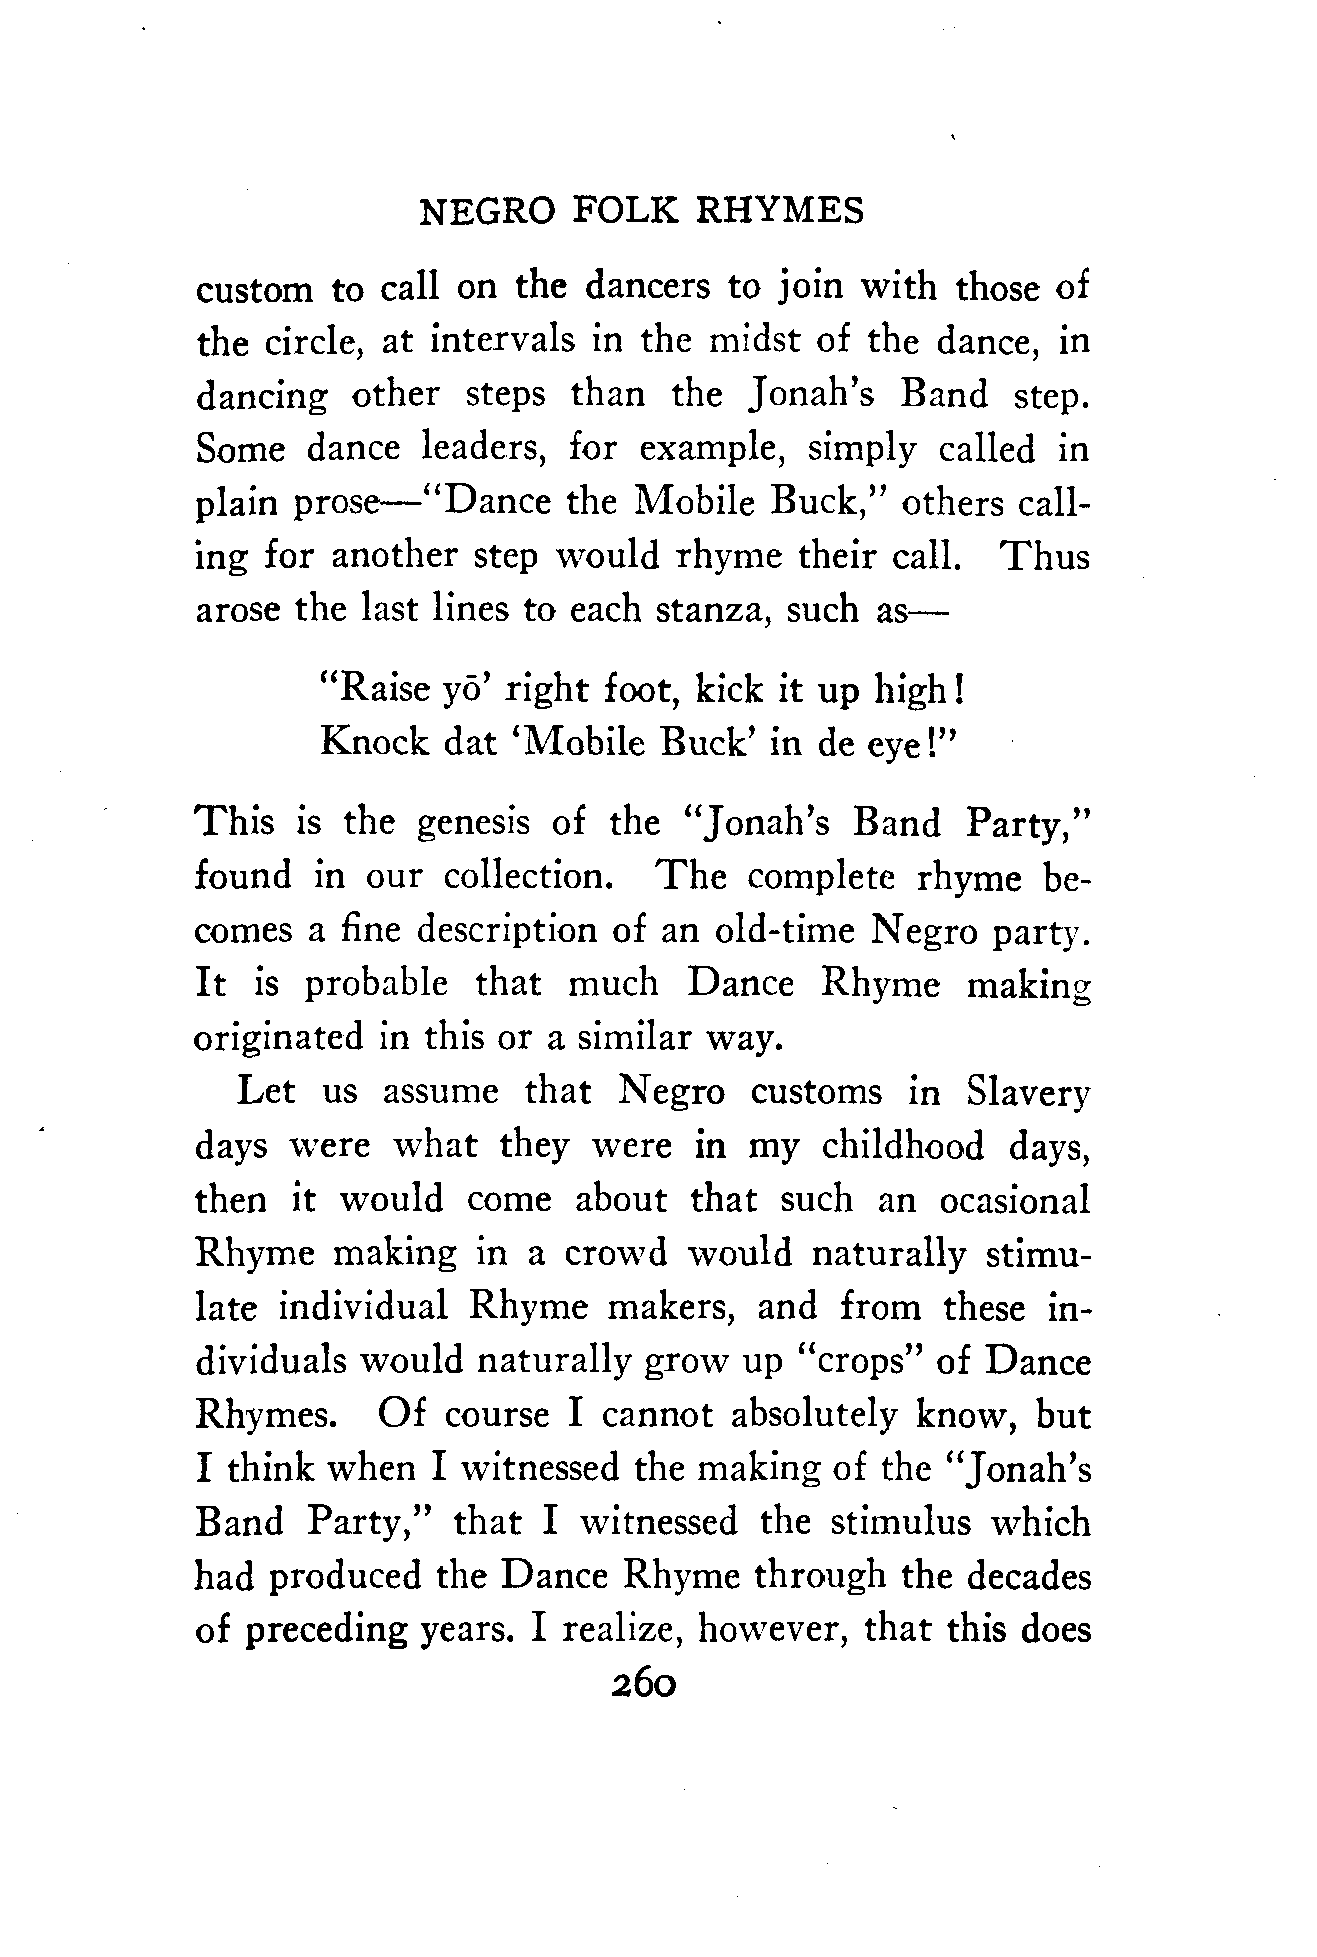 NEGRO FOLK RHYMES
custom to call on the dancers to join with those of
the circle, at intervals in the midst of the dance, in
dancing other steps than the Jonah's Band step.
Some dance leaders, for example, simply called in
plain prose—"Dance the Mobile Buck," others call-
ing for another step would rhyme their call. Thus
arose the last lines to each stanza, such as—
"Raise yō' right foot, kick it up high!
Knock dat 'Mobile Buck' in de eye!"
This is the genesis of the "Jonah's Band Party,"
found in our collection. The complete rhyme be-
comes a fine description of an old-time Negro party.
It is probable that much Dance Rhyme making
originated in this or a similar way.
Let us assume that Negro customs in Slavery
days were what they were in my childhood days,
then it would come about that such an ocasional
Rhyme making in a crowd would naturally stimu-
late individual Rhyme makers, and from these in-
dividuals would naturally grow up "crops" of Dance
Rhymes. Of course I cannot absolutely know, but
I think when I witnessed the making of the "Jonah's
Band Party," that I witnessed the stimulus which
had produced the Dance Rhyme through the decades
of preceding years. I realize, however, that this does
260